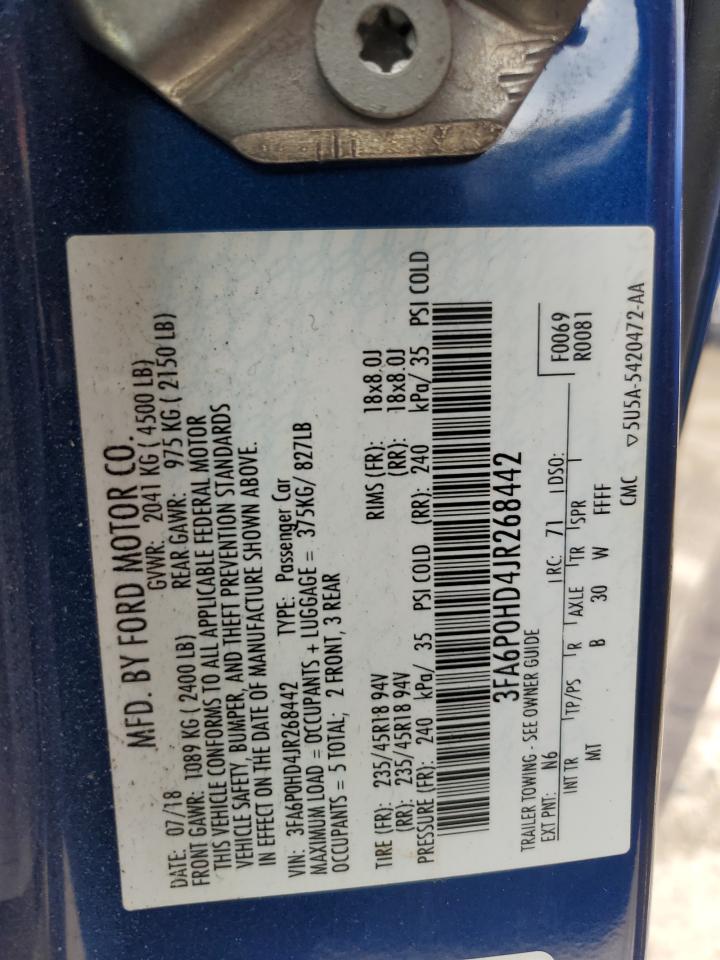 MFD. BY FORD MOTOR CO.
DATE: 07/18 GVWR: 2041 KG ( 4500 LB)
FRONT GAWR: 1089 KG ( 2400 LB) REAR GAWR: 975 KG ( 2150 LB)
THIS VEHICLE CONFORMS TO ALL APPLICABLE FEDERAL MOTOR
VEHICLE SAFETY, BUMPER, AND THEFT PREVENTION STANDARDS
IN EFFECT ON THE DATE OF MANUFACTURE SHOWN ABOVE.
VIN: 3FA6P0HD4JR268442 TYPE: Passenger Car
MAXIMUM LOAD = OCCUPANTS + LUGGAGE = 375KG/ 827LB
OCCUPANTS = 5 TOTAL; 2 FRONT, 3 REAR
TIRE (FR): 235/45R18 94V RIMS (FR): 18x8.0J
(RR): 235/45R18 94V (RR): 18x8.0J
PRESSURE (FR): 240 kPa/ 35 PSI COLD (RR): 240 kPa/ 35 PSI COLD
3FA6P0HD4JR268442
TRAILER TOWING - SEE OWNER GUIDE
EXT PNT: N6 RC: 71 DSO: F0069
R0081
INT TR TP/PS R AXLE TR SPR
MT B 30 W FFFF
CMC ▽5U5A-5420472-AA